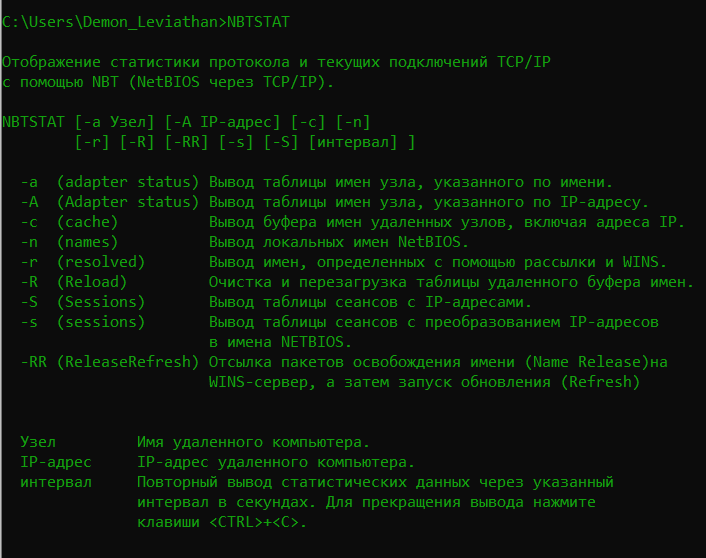 C:\Users\Demon_Leviathan>NBTSTAT
Отображение статистики протокола и текущих подключений TCP/IP
с помощью NBT (NetBIOS через TCP/IP).
NBTSTAT [-a Узел] [-A IP-адрес] [-c] [-n]
[-r] [-R] [-RR] [-s] [-S] [интервал] ]
-a (adapter status) Вывод таблицы имен узла, указанного по имени.
-A (Adapter status) Вывод таблицы имен узла, указанного по IP-адресу.
-c (cache) Вывод буфера имен удаленных узлов, включая адреса IP.
-n (names) Вывод локальных имен NetBIOS.
-r (resolved) Вывод имен, определенных с помощью рассылки и WINS.
-R (Reload) Очистка и перезагрузка таблицы удаленного буфера имен.
-S (Sessions) Вывод таблицы сеансов с IP-адресами.
-s (sessions) Вывод таблицы сеансов с преобразованием IP-адресов
в имена NETBIOS.
-RR (ReleaseRefresh) Отсылка пакетов освобождения имени (Name Release)на
WINS-сервер, а затем запуск обновления (Refresh)
Узел Имя удаленного компьютера.
IP-адрес IP-адрес удаленного компьютера.
интервал Повторный вывод статистических данных через указанный
интервал в секундах. Для прекращения вывода нажмите
клавиши <CTRL>+<C>.